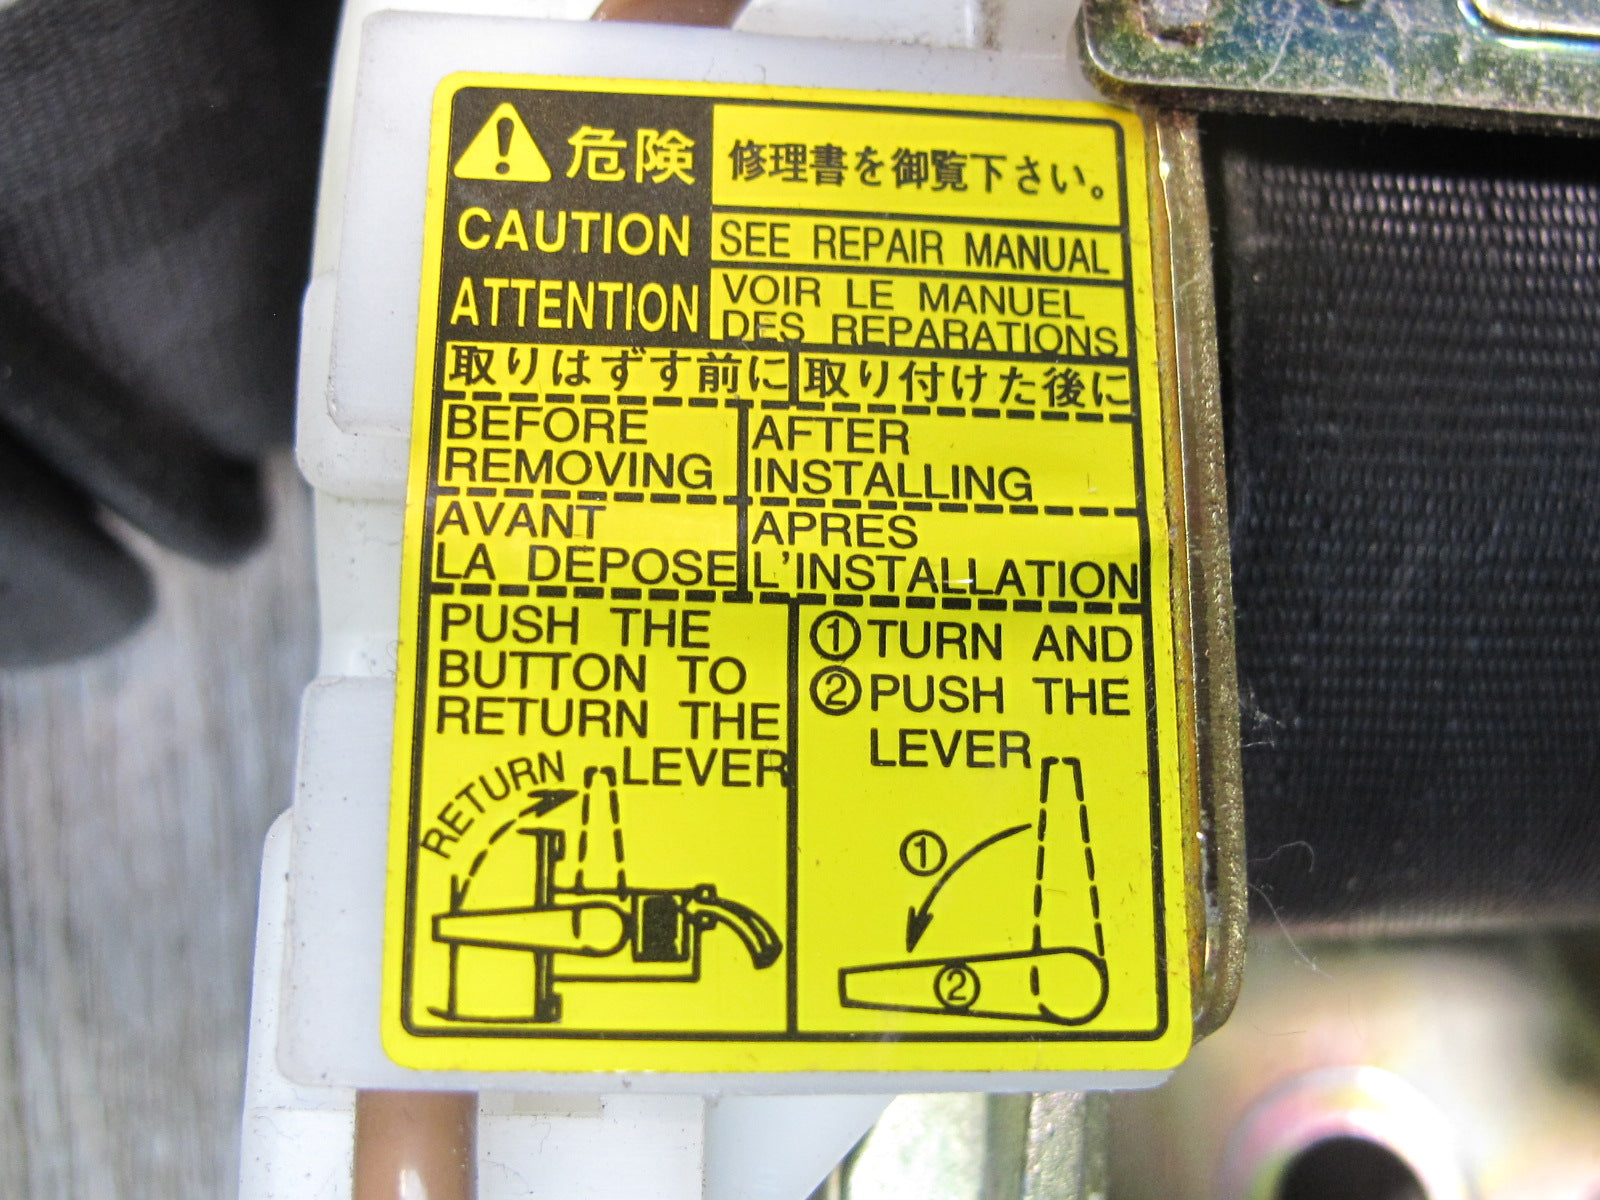 危険
修理書を御覧下さい。
CAUTION
SEE REPAIR MANUAL
ATTENTION
VOIR LE MANUEL
DES REPARATIONS
取りはずす前に
取り付けた後に
BEFORE
REMOVING
AFTER
INSTALLING
AVANT
LA DEPOSE
APRES
L'INSTALLATION
PUSH THE
BUTTON TO
RETURN THE
LEVER
RETURN
①TURN AND
②PUSH THE
LEVER
①
②